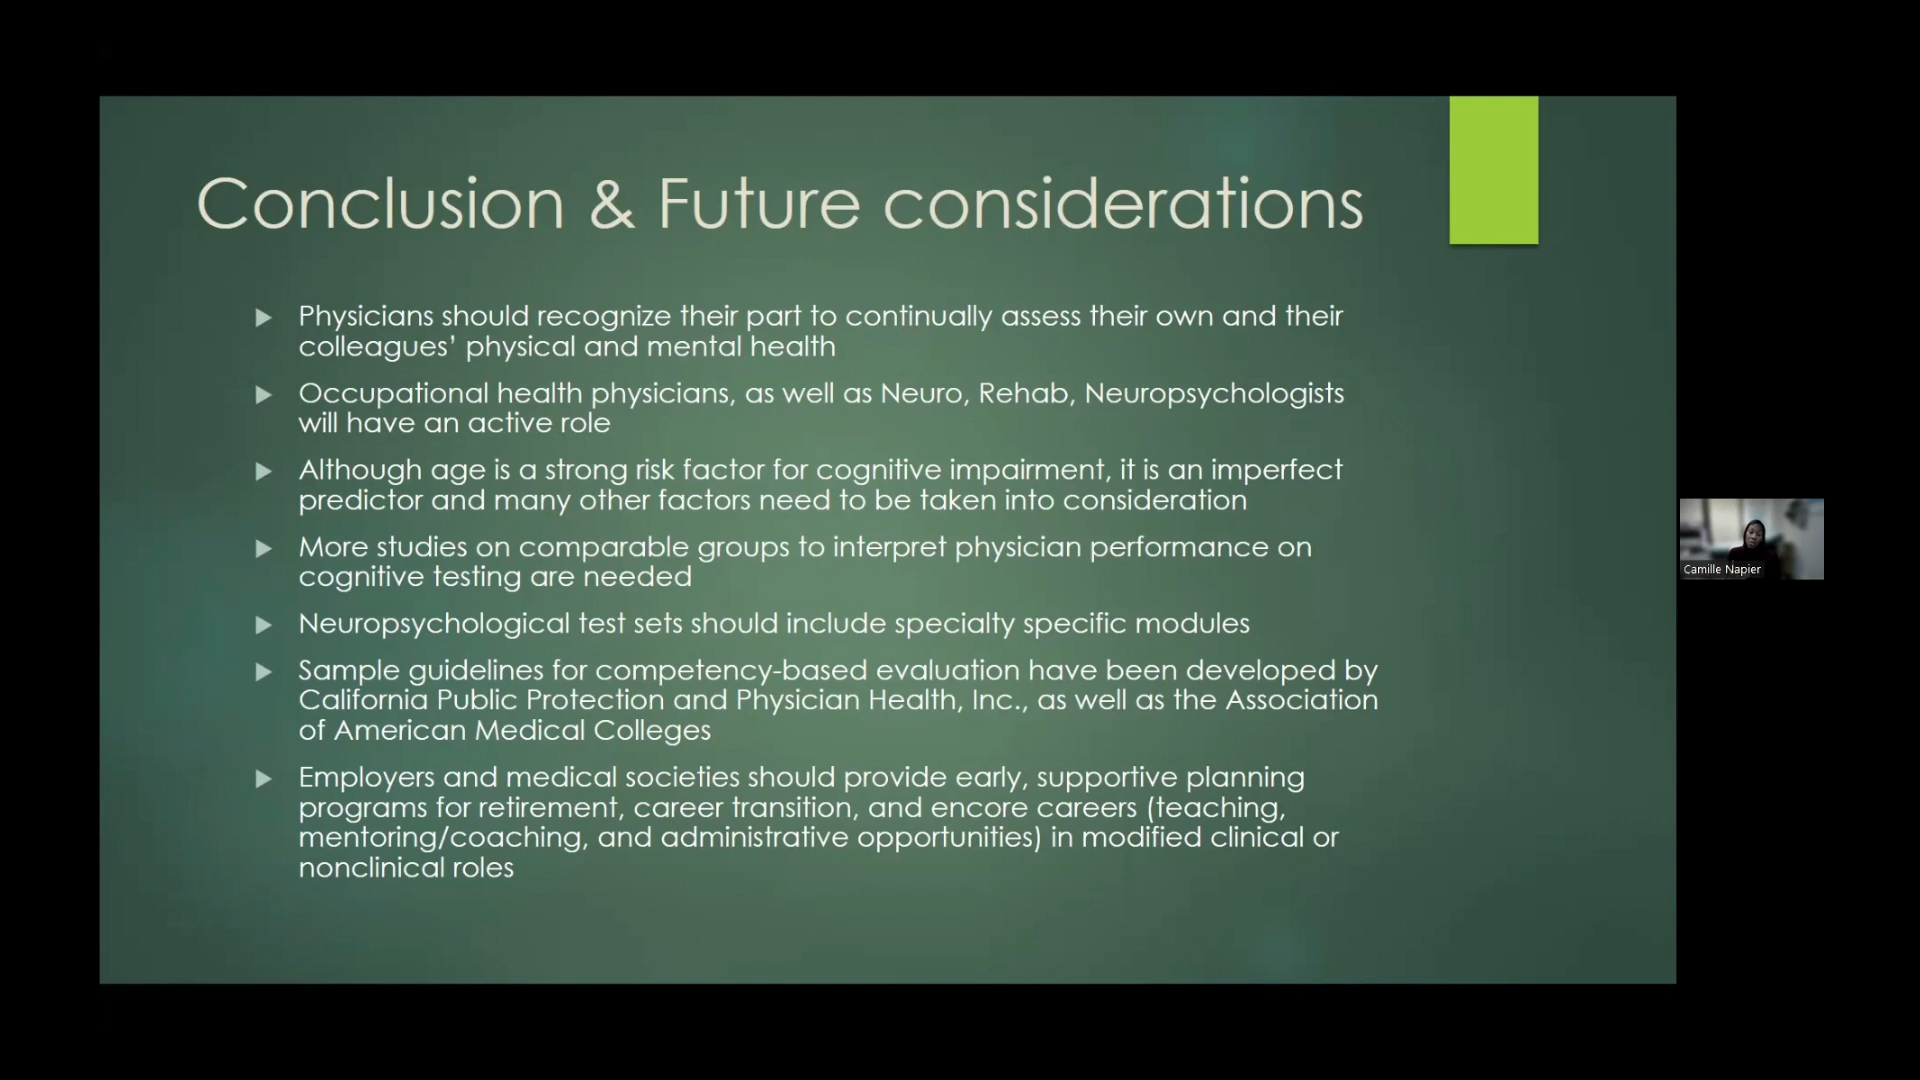 Conclusion & Future considerations
Physicians should recognize their part to continually assess their own and their
colleagues’ physical and mental health
Occupational health physicians, as well as Neuro, Rehab, Neuropsychologists
will have an active role
Although age is a strong risk factor for cognitive impairment, it is an imperfect
predictor and many other factors need to be taken into consideration
More studies on comparable groups to interpret physician performance on
cognitive testing are needed
Neuropsychological test sets should include specialty specific modules
Sample guidelines for competency-based evaluation have been developed by
California Public Protection and Physician Health, Inc., as well as the Association
of American Medical Colleges
Employers and medical societies should provide early, supportive planning
programs for retirement, career transition, and encore careers (teaching,
mentoring/coaching, and administrative opportunities) in modified clinical or
nonclinical roles
Camille Napier